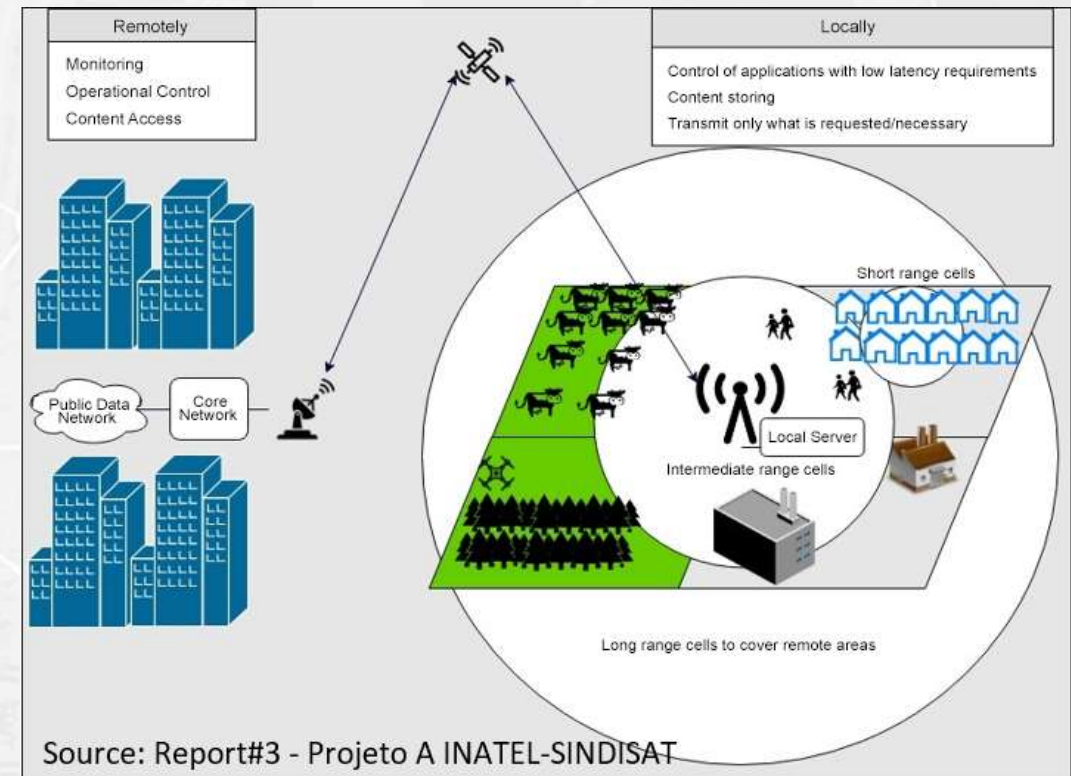 Remotely
Monitoring
Operational Control
Content Access
Locally
Control of applications with low latency requirements
Content storing
Transmit only what is requested/necessary
Short range cells
Public Data
Network
Core
Network
Local Server
Intermediate range cells
Long range cells to cover remote areas
Source: Report#3 - Projeto A INATEL-SINDISAT